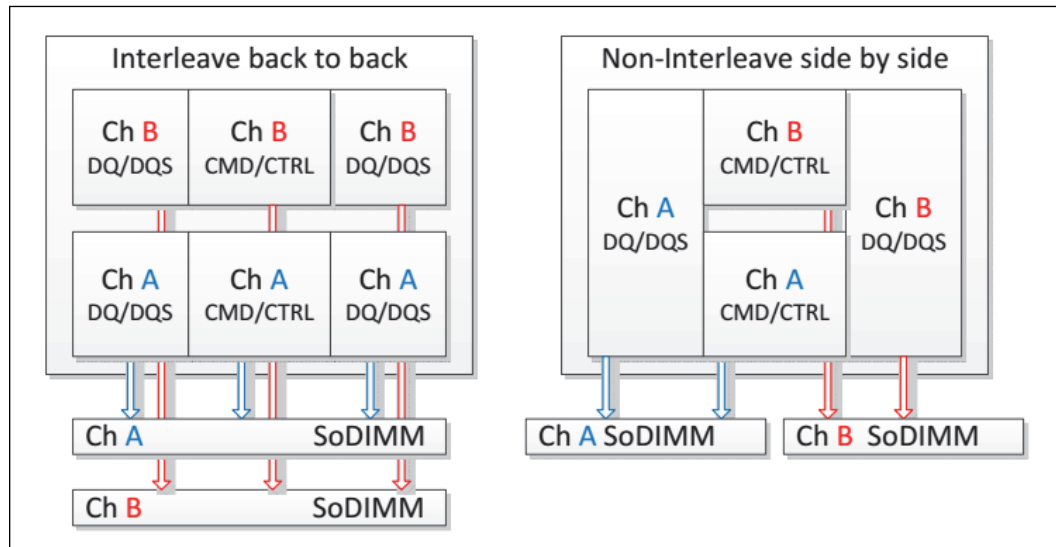 Interleave back to back
Ch B
DQ/DQS
Ch B
CMD/CTRL
Ch B
DQ/DQS
Ch A
DQ/DQS
Ch A
CMD/CTRL
Ch A
DQ/DQS
Ch A SoDIMM
Ch B SoDIMM
Non-Interleave side by side
Ch A
DQ/DQS
Ch B
CMD/CTRL
Ch A
CMD/CTRL
Ch B
DQ/DQS
Ch A SoDIMM
Ch B SoDIMM